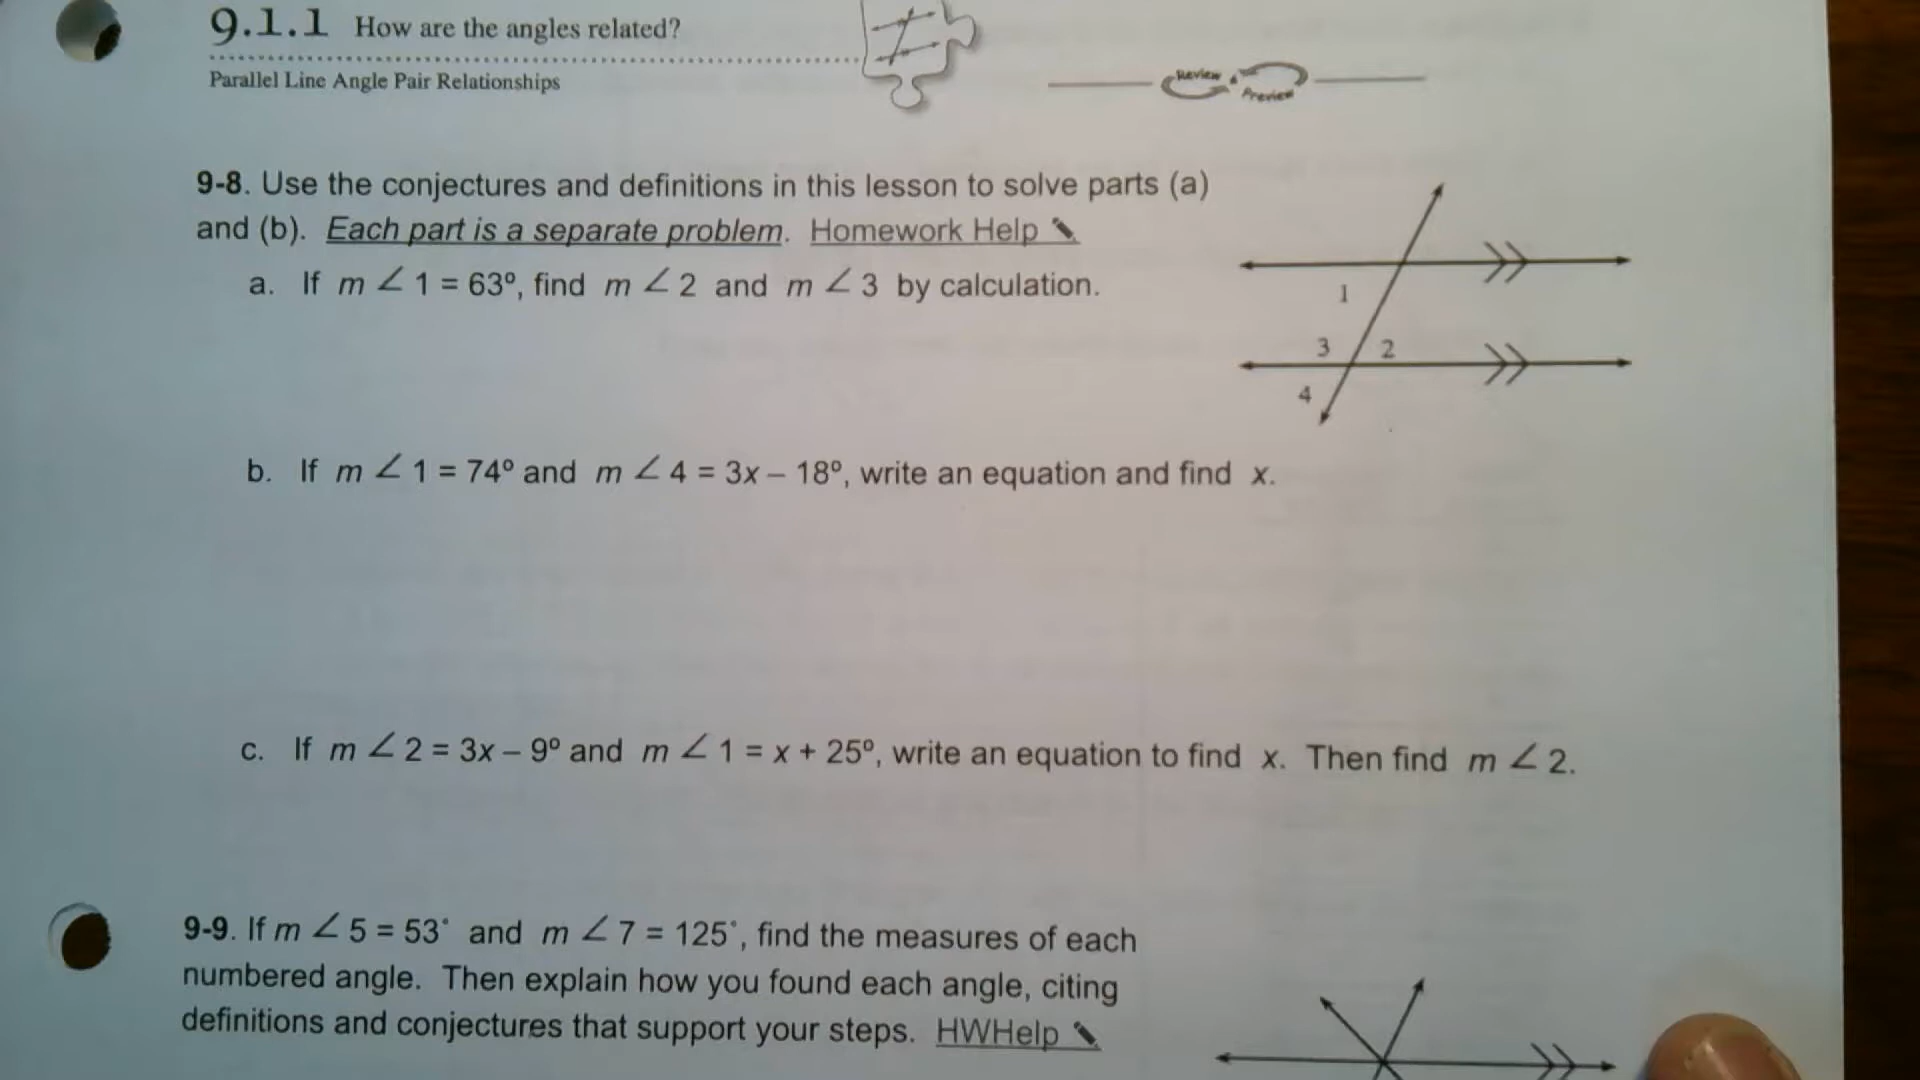 9.1.1 How are the angles related?
Parallel Line Angle Pair Relationships
Review &
Preview
9-8. Use the conjectures and definitions in this lesson to solve parts (a)
and (b). Each part is a separate problem. Homework Help ✎
a. If m ∠ 1 = 63º, find m ∠ 2 and m ∠ 3 by calculation.
1
3 2
4
b. If m ∠ 1 = 74º and m ∠ 4 = 3x – 18º, write an equation and find x.
c. If m ∠ 2 = 3x – 9º and m ∠ 1 = x + 25º, write an equation to find x. Then find m ∠ 2.
9-9. If m ∠ 5 = 53˚ and m ∠ 7 = 125˚, find the measures of each
numbered angle. Then explain how you found each angle, citing
definitions and conjectures that support your steps. HWHelp ✎